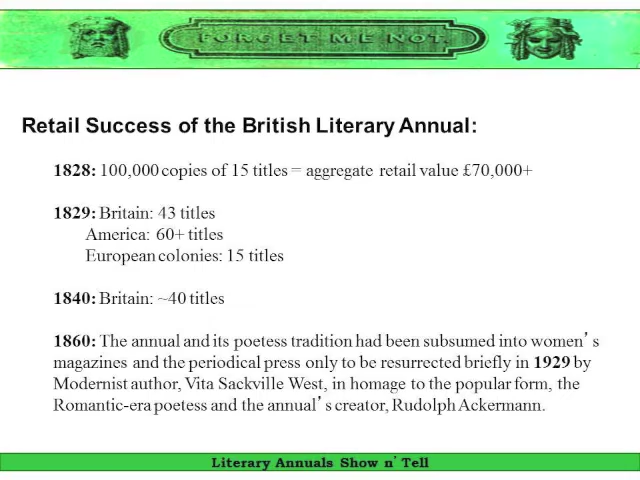 FORGET ME NOT.
Retail Success of the British Literary Annual:
1828: 100,000 copies of 15 titles = aggregate retail value £70,000+
1829: Britain: 43 titles
America: 60+ titles
European colonies: 15 titles
1840: Britain: ~40 titles
1860: The annual and its poetess tradition had been subsumed into women's
magazines and the periodical press only to be resurrected briefly in 1929 by
Modernist author, Vita Sackville West, in homage to the popular form, the
Romantic-era poetess and the annual's creator, Rudolph Ackermann.
Literary Annuals Show n' Tell